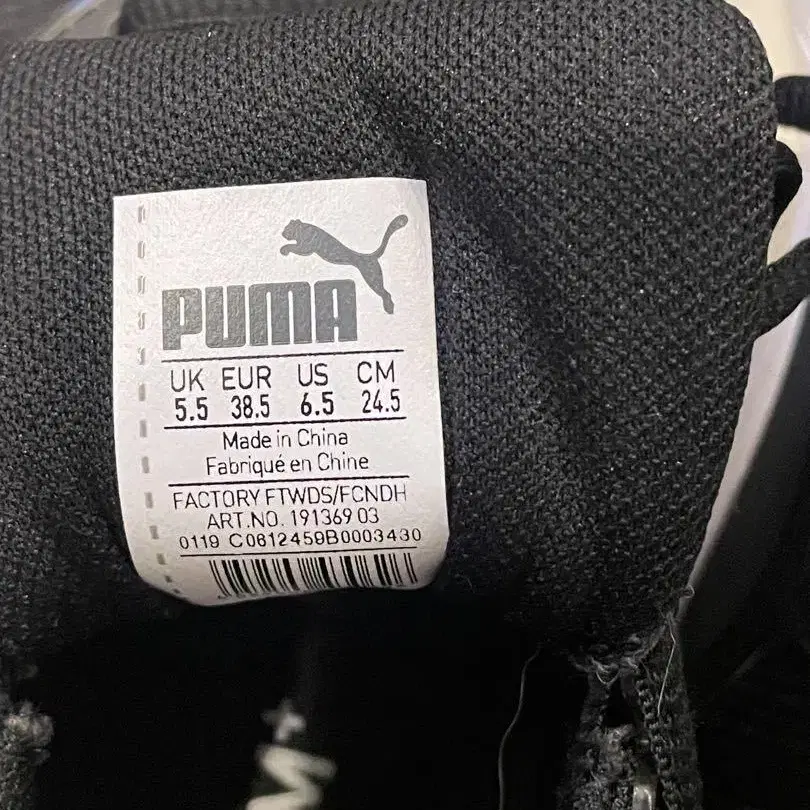 PUMA
UK EUR US CM
5.5 38.5 6.5 24.5
Made in China
Fabriqué en Chine
FACTORY FTWDS/FCNDH
ART.NO. 191369 03
0119 C0612459B0003430